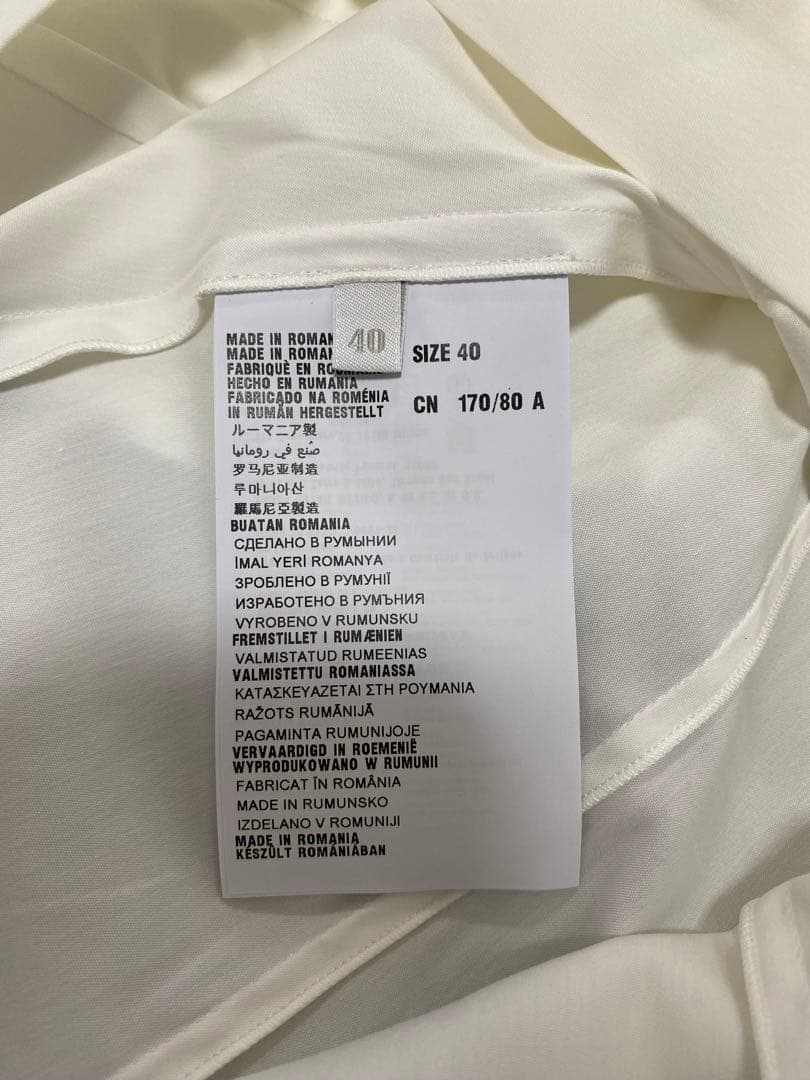 40
MADE IN
MADE IN
FABRIQUÈ EN
HECHO EN RUMANIA
FABRICADO NA ROMÉNIA
IN RUMÄN HERGESTELLT
ルーマニア製
صنع في رومانيا
罗马尼亚制造
루마니아산
羅馬尼亞製造
BUATAN ROMANIA
СДЕЛАНО В РУМЫНИИ
İMAL YERİ ROMANYA
ЗРОБЛЕНО В РУМУНІЇ
ИЗРАБОТЕНО В РУМЪНИЯ
VYROBENO V RUMUNSKU
FREMSTILLET I RUMÆNIEN
VALMISTATUD RUMEENIAS
VALMISTETTU ROMANIASSA
ΚΑΤΑΣΚΕΥΑΖΕΤΑΙ ΣΤΗ ΡΟΥΜΑΝΙΑ
RAŽOTS RUMĀNIJĀ
PAGAMINTA RUMUNIJOJE
VERVAARDIGD IN ROEMENIË
WYPRODUKOWANO W RUMUNII
FABRICAT ÎN ROMÂNIA
MADE IN RUMUNSKO
IZDELANO V ROMUNIJI
MADE IN ROMANIA
KÉSZÜLT ROMÁNIÁBAN
SIZE 40
CN 170/80 A